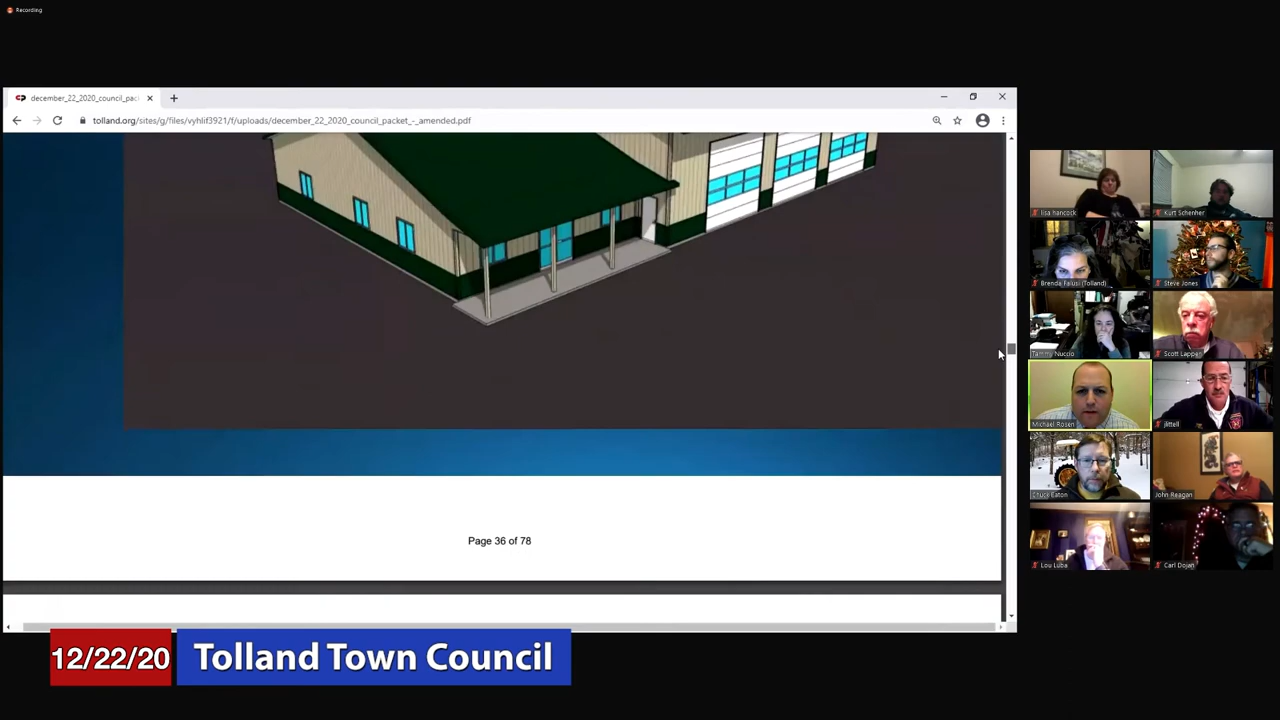 Recording
december_22_2020_council_pac
tolland.org/sites/g/files/vyhlif3921/f/uploads/december_22_2020_council_packet_-_amended.pdf
Page 36 of 78
lisa hancock
Kurt Schenher
Brenda Falusi (Tolland)
Steve Jones
Tammy Nuccio
Scott Lappen
Michael Rosen
jlittell
Chuck Eaton
John Reagan
Lou Luba
Carl Dojan
12/22/20
Tolland Town Council